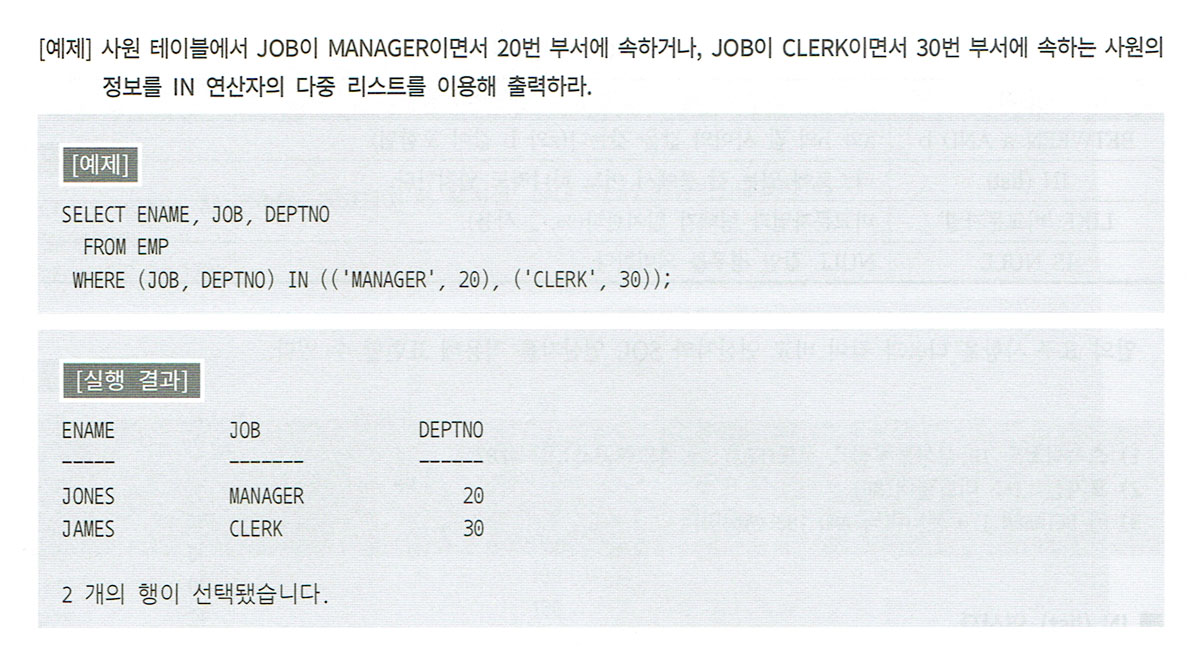 [예제] 사원 테이블에서 JOB이 MANAGER이면서 20번 부서에 속하거나, JOB이 CLERK이면서 30번 부서에 속하는 사원의
정보를 IN 연산자의 다중 리스트를 이용해 출력하라.
[예제]
SELECT ENAME, JOB, DEPTNO
FROM EMP
WHERE (JOB, DEPTNO) IN (('MANAGER', 20), ('CLERK', 30));
[실행 결과]
ENAME JOB DEPTNO
----- ------- ------
JONES MANAGER 20
JAMES CLERK 30
2 개의 행이 선택됐습니다.